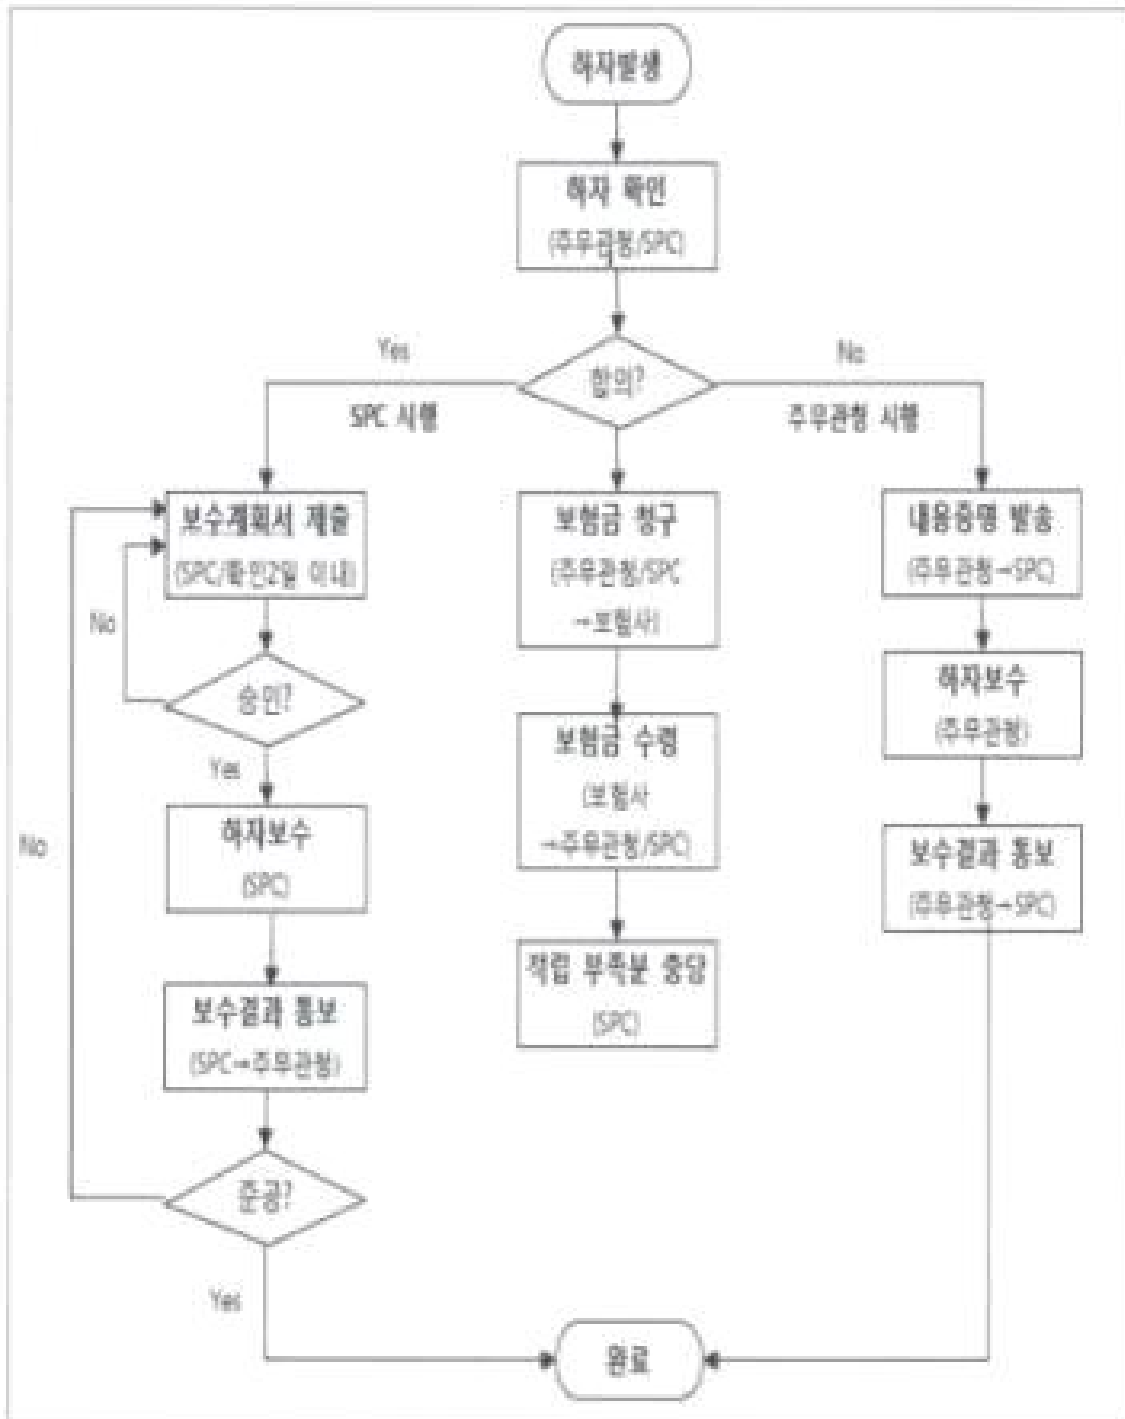 하자발생
하자 확인
(주무관청/SPC)
합의?
Yes
No
SPC 시행
주무관청 시행
보수계획서 제출
(SPC/확인2일 이내)
승인?
No
Yes
하자보수
(SPC)
보수결과 통보
(SPC→주무관청)
준공?
No
Yes
보험금 청구
(주무관청/SPC
→보험사)
보험금 수령
(보험사
→주무관청/SPC)
적립 부족분 충당
(SPC)
내용증명 발송
(주무관청→SPC)
하자보수
(주무관청)
보수결과 통보
(주무관청→SPC)
완료